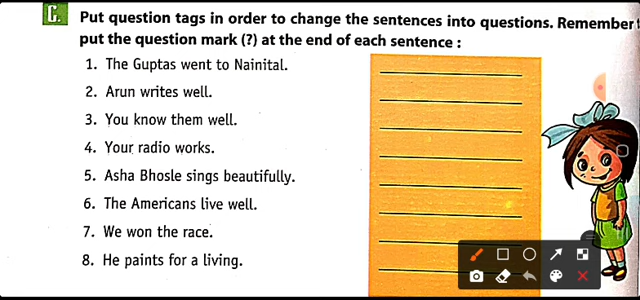 C. Put question tags in order to change the sentences into questions. Remember
put the question mark (?) at the end of each sentence :
1. The Guptas went to Nainital.
2. Arun writes well.
3. You know them well.
4. Your radio works.
5. Asha Bhosle sings beautifully.
6. The Americans live well.
7. We won the race.
8. He paints for a living.